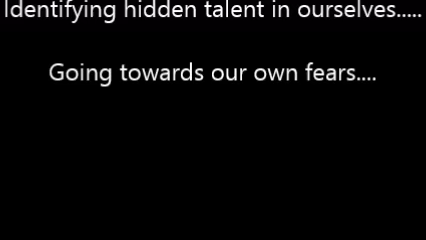 Identifying hidden talent in ourselves.....
Going towards our own fears....